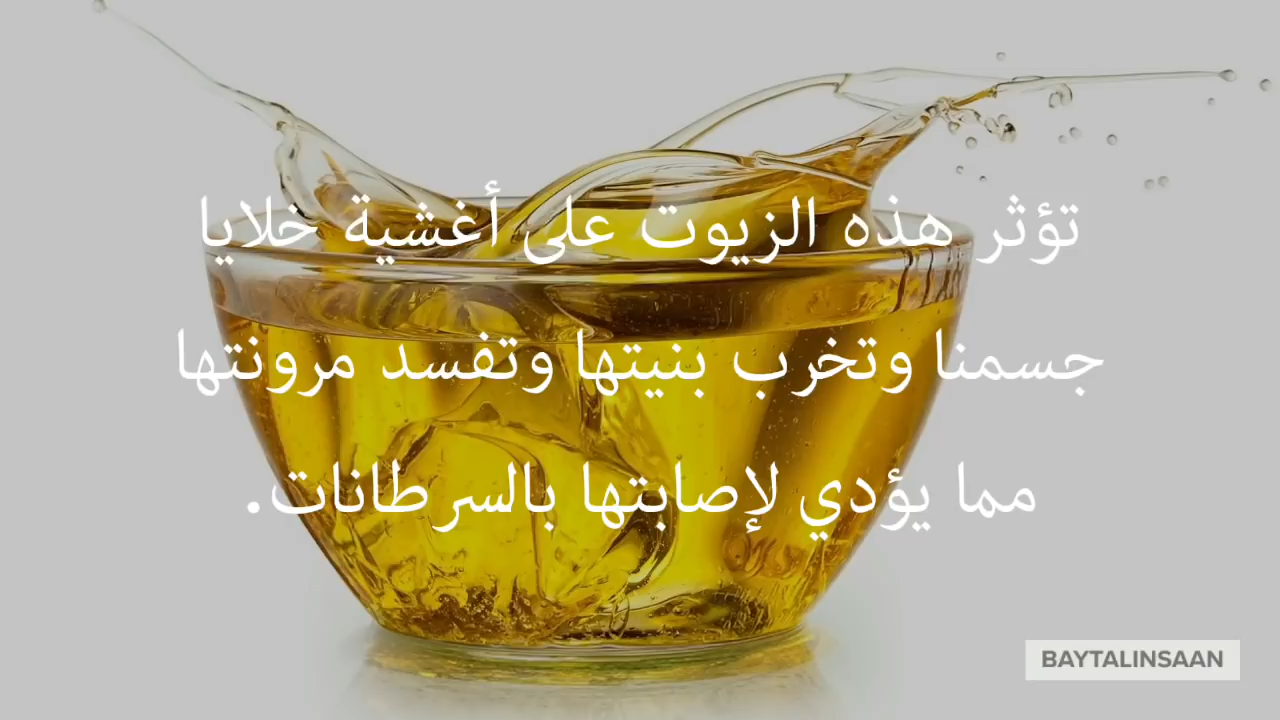 تؤثر هذه الزيوت على أغشية خلايا
جسمنا وتخرب بنيتها وتفسد مرونتها
مما يؤدي لإصابتها بالسرطانات.
BAYTALINSAAN